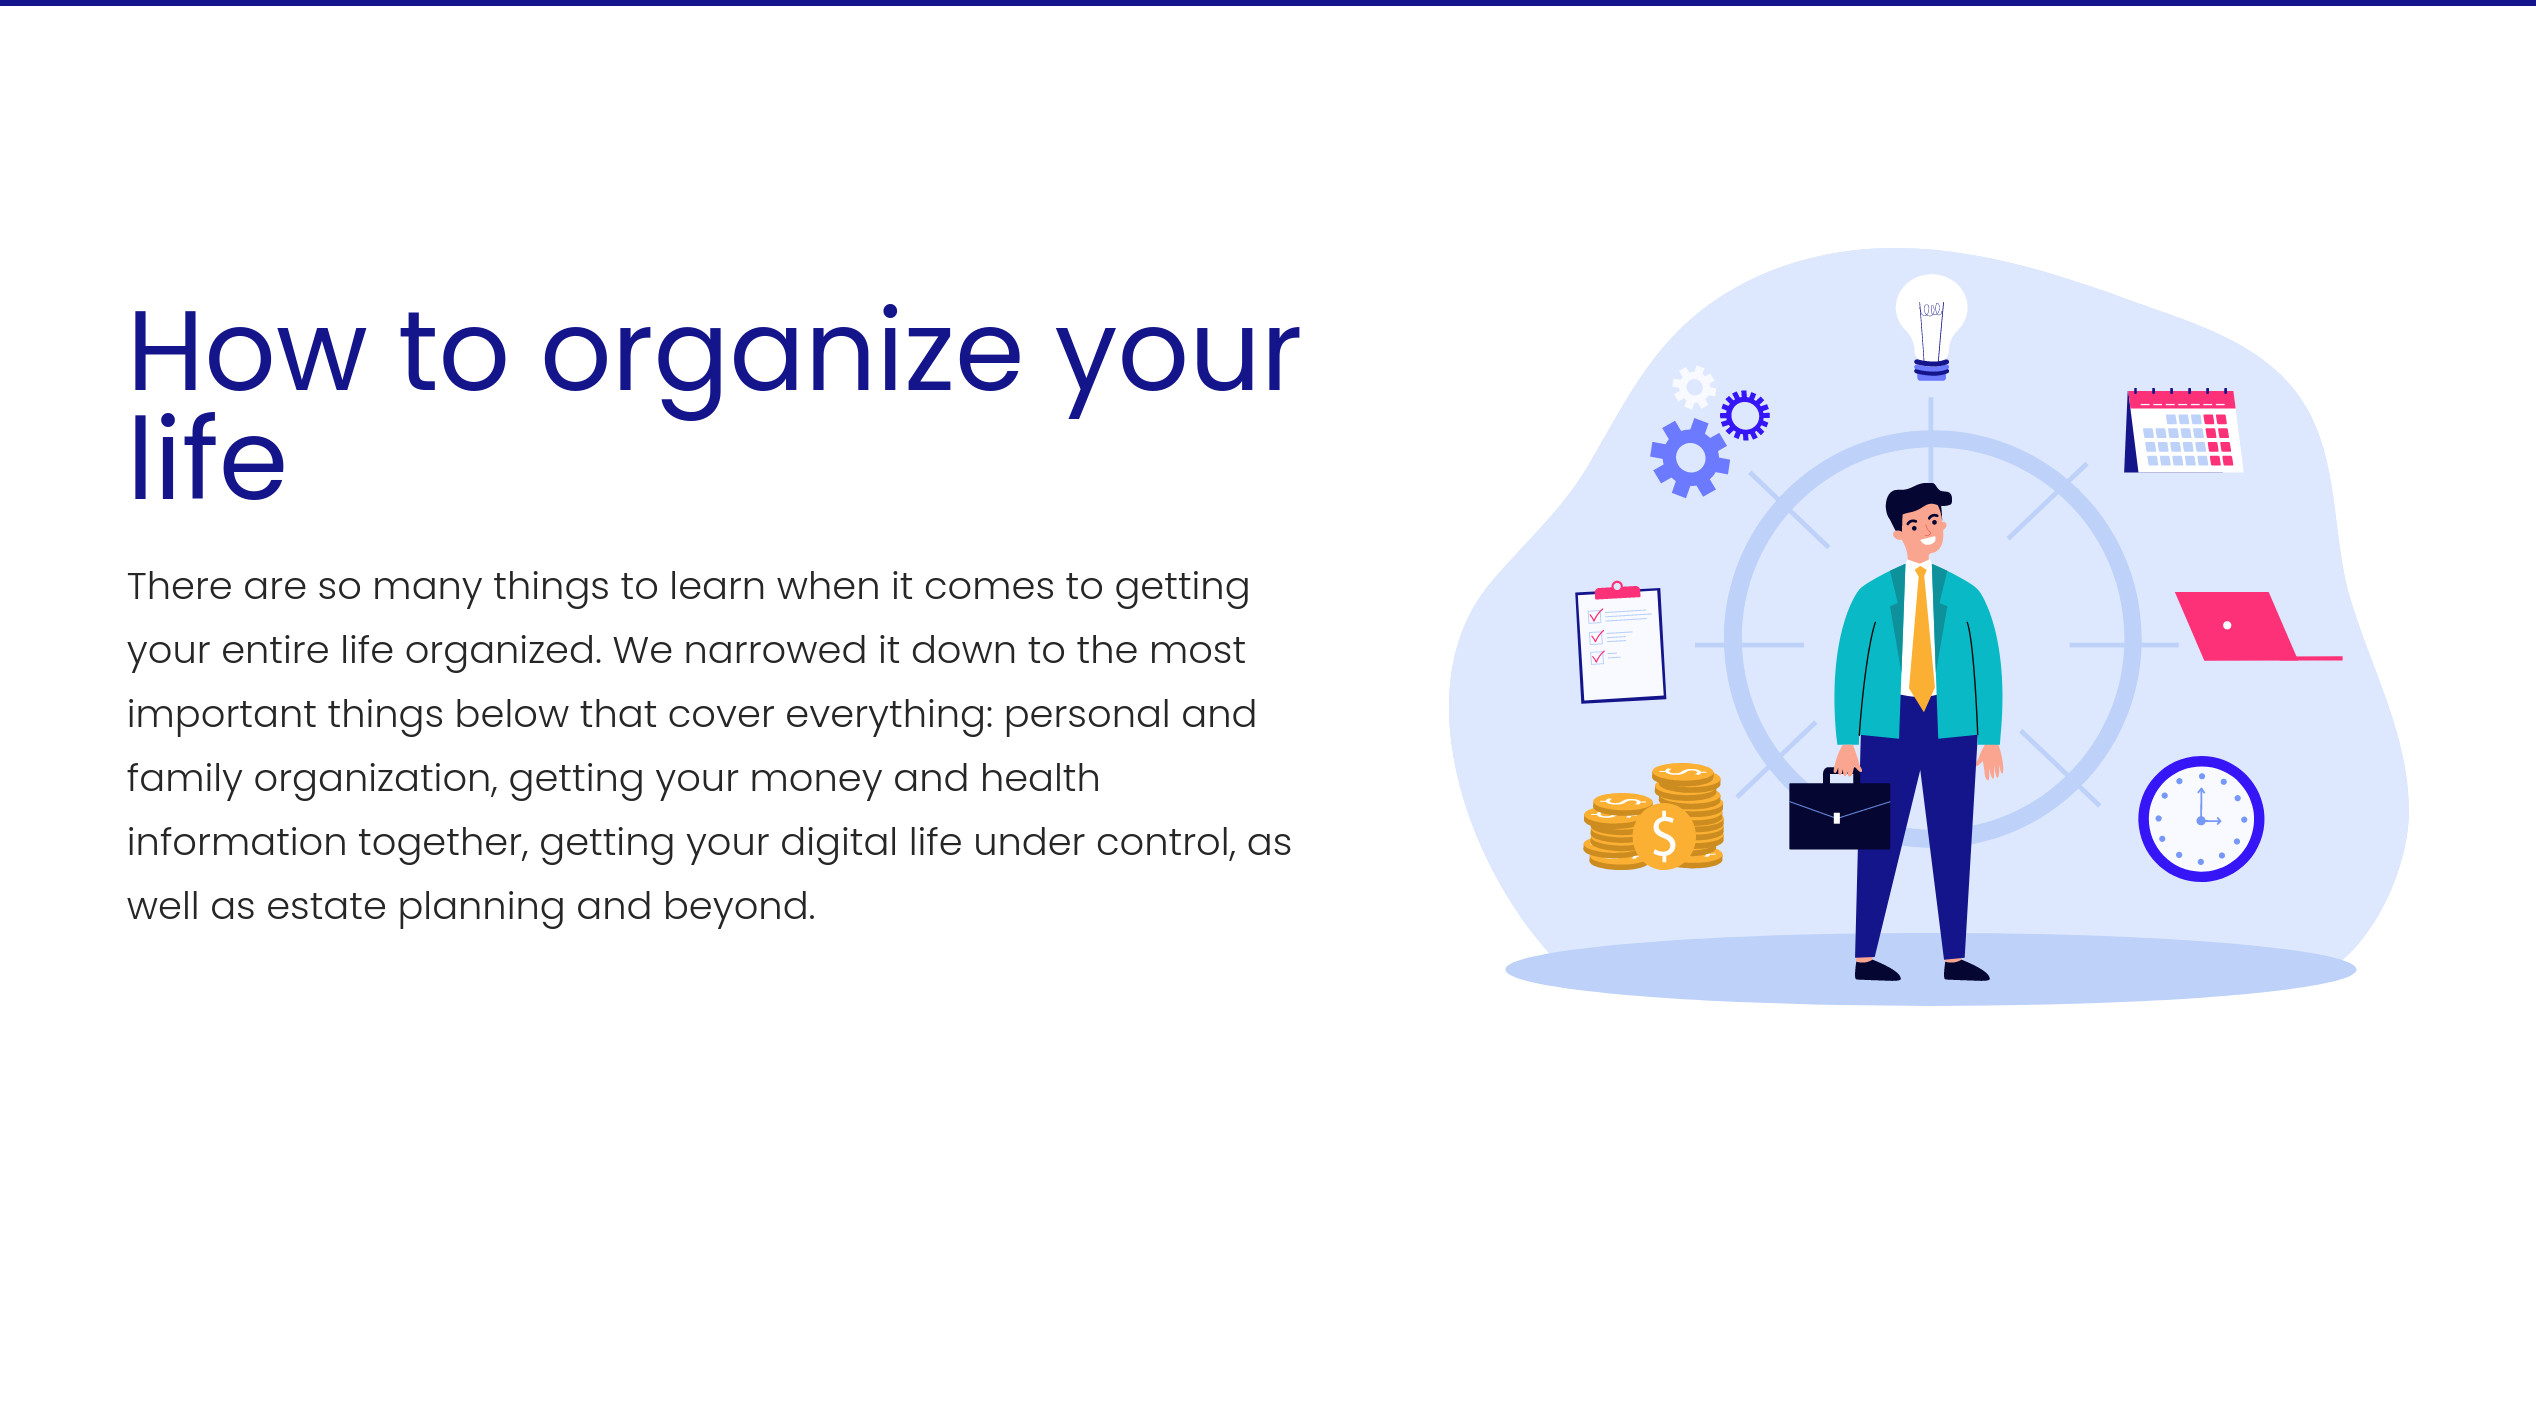 How to organize your
life
There are so many things to learn when it comes to getting
your entire life organized. We narrowed it down to the most
important things below that cover everything: personal and
family organization, getting your money and health
information together, getting your digital life under control, as
well as estate planning and beyond.
$